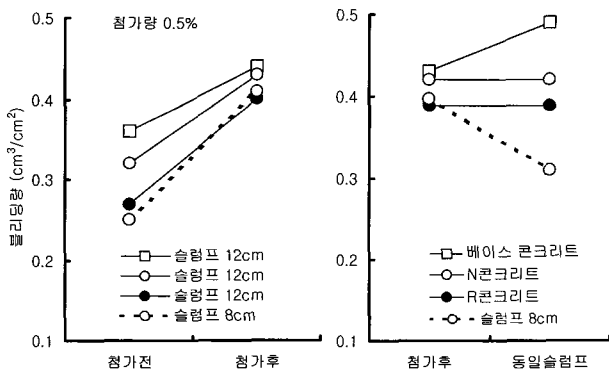 블리딩량 (cm³/cm²)
첨가량 0.5%
0.5
0.4
0.3
0.2
0.1
슬럼프 12cm
슬럼프 12cm
슬럼프 12cm
슬럼프 8cm
첨가전
첨가후
0.5
0.4
0.3
0.2
0.1
베이스 콘크리트
N콘크리트
R콘크리트
슬럼프 8cm
첨가후
동일슬럼프